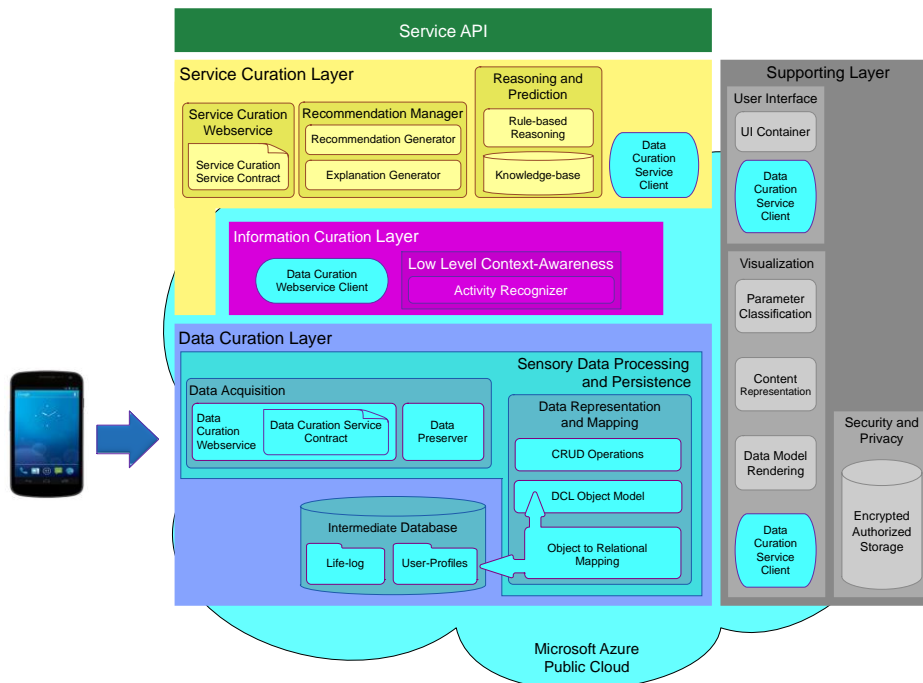 Service API
Service Curation Layer
Service Curation
Webservice
Service Curation
Service Contract
Recommendation Manager
Recommendation Generator
Explanation Generator
Reasoning and
Prediction
Rule-based
Reasoning
Knowledge-base
Data
Curation
Service
Client
Information Curation Layer
Data Curation
Webservice Client
Low Level Context-Awareness
Activity Recognizer
Data Curation Layer
Sensory Data Processing
and Persistence
Data Acquisition
Data
Curation
Webservice
Data Curation Service
Contract
Data
Preserver
Data Representation
and Mapping
CRUD Operations
DCL Object Model
Object to Relational
Mapping
Intermediate Database
Life-log
User-Profiles
Supporting Layer
User Interface
UI Container
Data
Curation
Service
Client
Visualization
Parameter
Classification
Content
Representation
Data Model
Rendering
Data
Curation
Service
Client
Security and
Privacy
Encrypted
Authorized
Storage
Microsoft Azure
Public Cloud